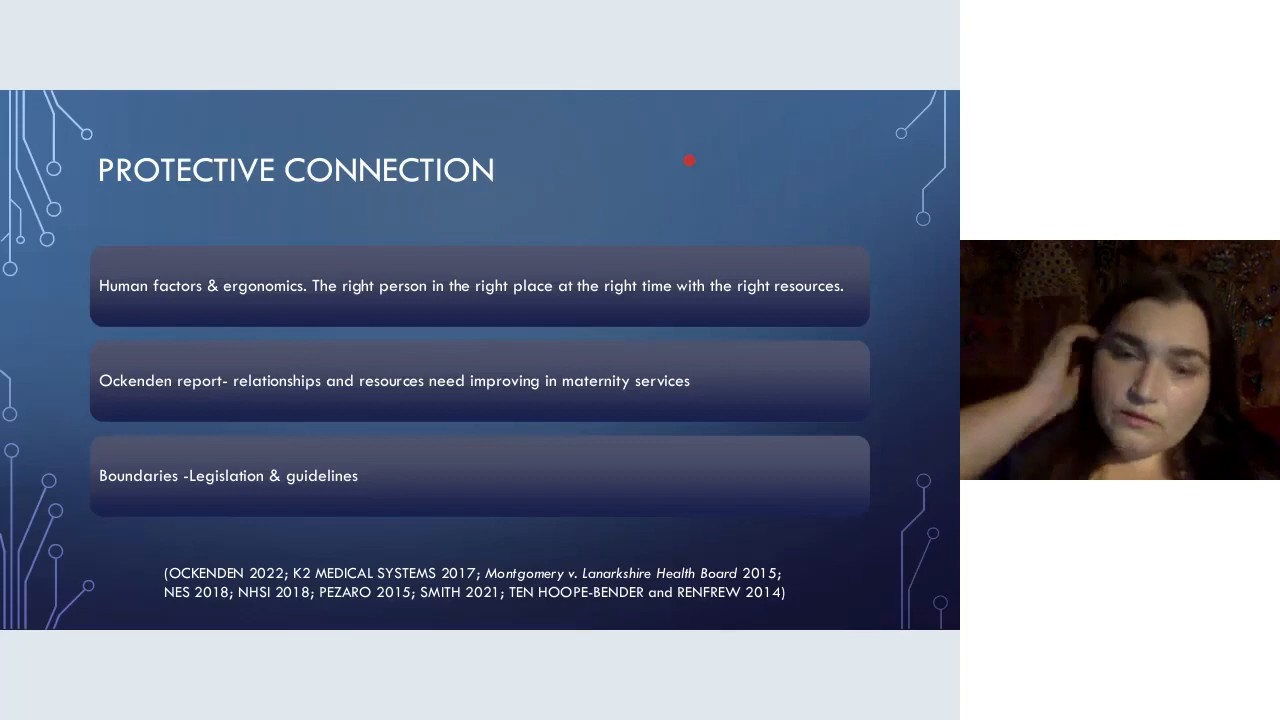 PROTECTIVE CONNECTION
Human factors & ergonomics. The right person in the right place at the right time with the right resources.
Ockenden report- relationships and resources need improving in maternity services
Boundaries -Legislation & guidelines
(OCKENDEN 2022; K2 MEDICAL SYSTEMS 2017; Montgomery v. Lanarkshire Health Board 2015;
NES 2018; NHSI 2018; PEZARO 2015; SMITH 2021; TEN HOOPE-BENDER and RENFREW 2014)